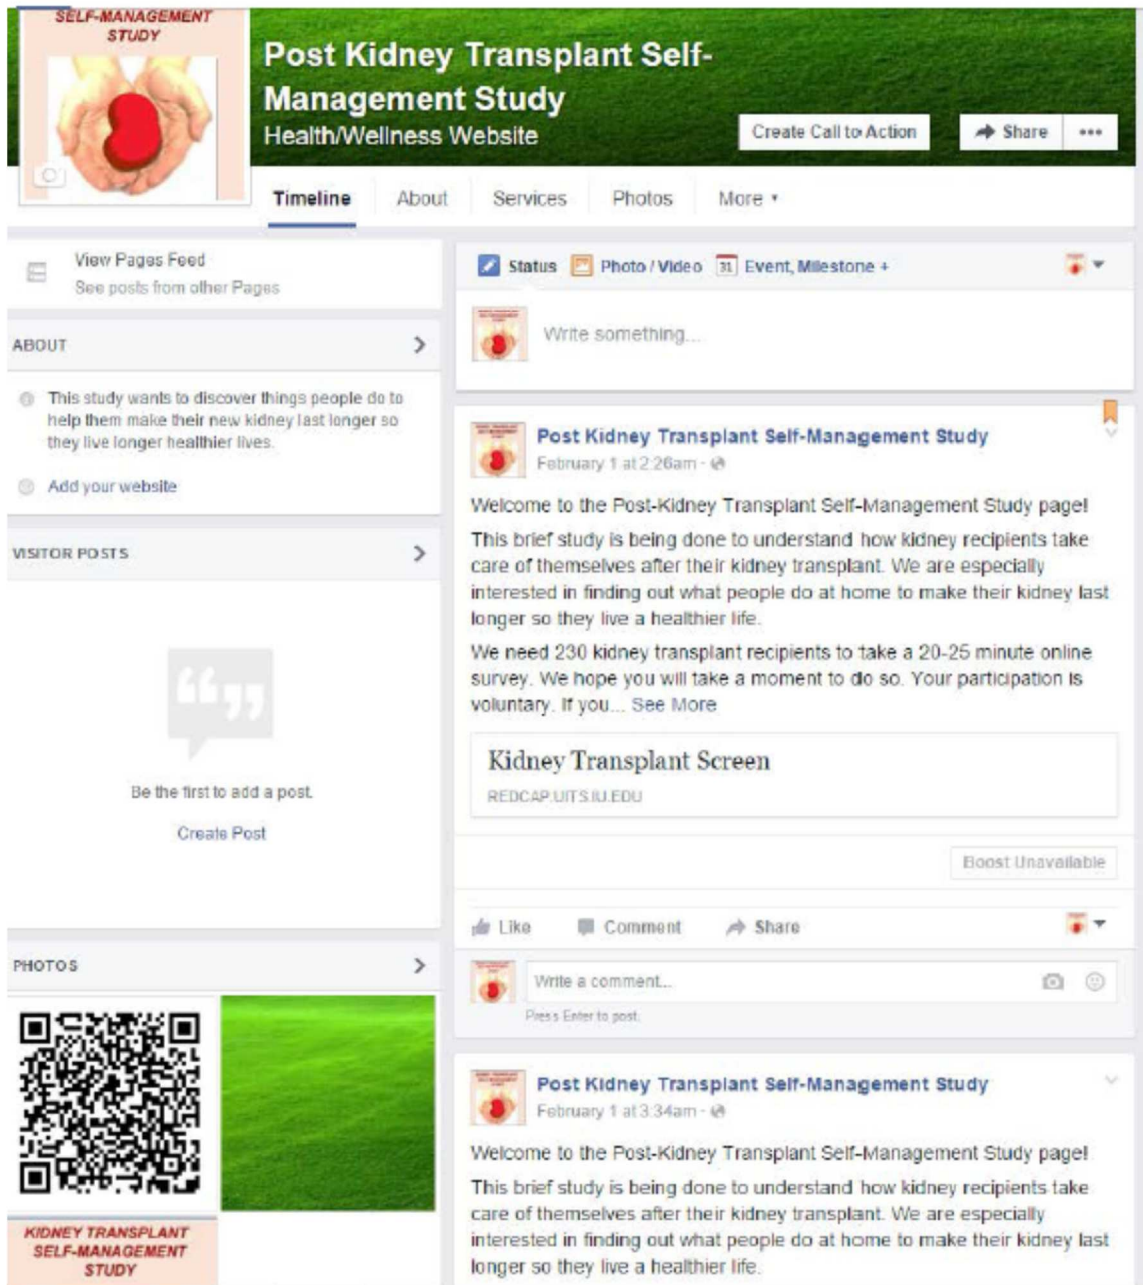 SELF-MANAGEMENT
STUDY
Post Kidney Transplant Self-
Management Study
Health/Wellness Website
Create Call to Action
Share
Timeline
About
Services
Photos
More
View Pages Feed
See posts from other Pages
ABOUT
This study wants to discover things people do to
help them make their new kidney last longer so
they live longer healthier lives.
Add your website
VISITOR POSTS
Be the first to add a post.
Create Post
PHOTOS
KIDNEY TRANSPLANT
SELF-MANAGEMENT
STUDY
Status
Photo / Video
31
Event, Milestone +
Write something...
Post Kidney Transplant Self-Management Study
February 1 at 2:26am ·
Welcome to the Post-Kidney Transplant Self-Management Study page!
This brief study is being done to understand how kidney recipients take
care of themselves after their kidney transplant. We are especially
interested in finding out what people do at home to make their kidney last
longer so they live a healthier life.
We need 230 kidney transplant recipients to take a 20-25 minute online
survey. We hope you will take a moment to do so. Your participation is
voluntary. If you... See More
Kidney Transplant Screen
REDCAP.UITS.IU.EDU
Boost Unavailable
Like
Comment
Share
Write a comment...
Press Enter to post.
Post Kidney Transplant Self-Management Study
February 1 at 3:34am ·
Welcome to the Post-Kidney Transplant Self-Management Study page!
This brief study is being done to understand how kidney recipients take
care of themselves after their kidney transplant. We are especially
interested in finding out what people do at home to make their kidney last
longer so they live a healthier life.